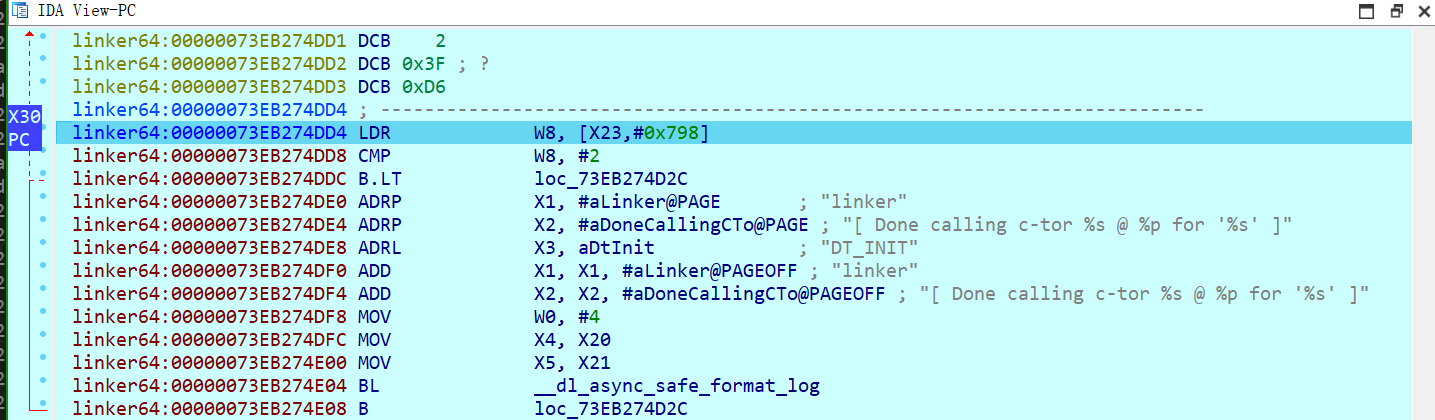 IDA View-PC
linker64:00000073EB274DD1 DCB    2
linker64:00000073EB274DD2 DCB 0x3F ; ?
linker64:00000073EB274DD3 DCB 0xD6
linker64:00000073EB274DD4 ; ---------------------------------------------------------------------------
X30
PC
linker64:00000073EB274DD4 LDR             W8, [X23,#0x798]
linker64:00000073EB274DD8 CMP             W8, #2
linker64:00000073EB274DDC B.LT            loc_73EB274D2C
linker64:00000073EB274DE0 ADRP            X1, #aLinker@PAGE       ; "linker"
linker64:00000073EB274DE4 ADRP            X2, #aDoneCallingCTo@PAGE ; "[ Done calling c-tor %s @ %p for '%s' ]"
linker64:00000073EB274DE8 ADRL            X3, aDtInit             ; "DT_INIT"
linker64:00000073EB274DF0 ADD             X1, X1, #aLinker@PAGEOFF ; "linker"
linker64:00000073EB274DF4 ADD             X2, X2, #aDoneCallingCTo@PAGEOFF ; "[ Done calling c-tor %s @ %p for '%s' ]"
linker64:00000073EB274DF8 MOV             W0, #4
linker64:00000073EB274DFC MOV             X4, X20
linker64:00000073EB274E00 MOV             X5, X21
linker64:00000073EB274E04 BL              __dl_async_safe_format_log
linker64:00000073EB274E08 B               loc_73EB274D2C